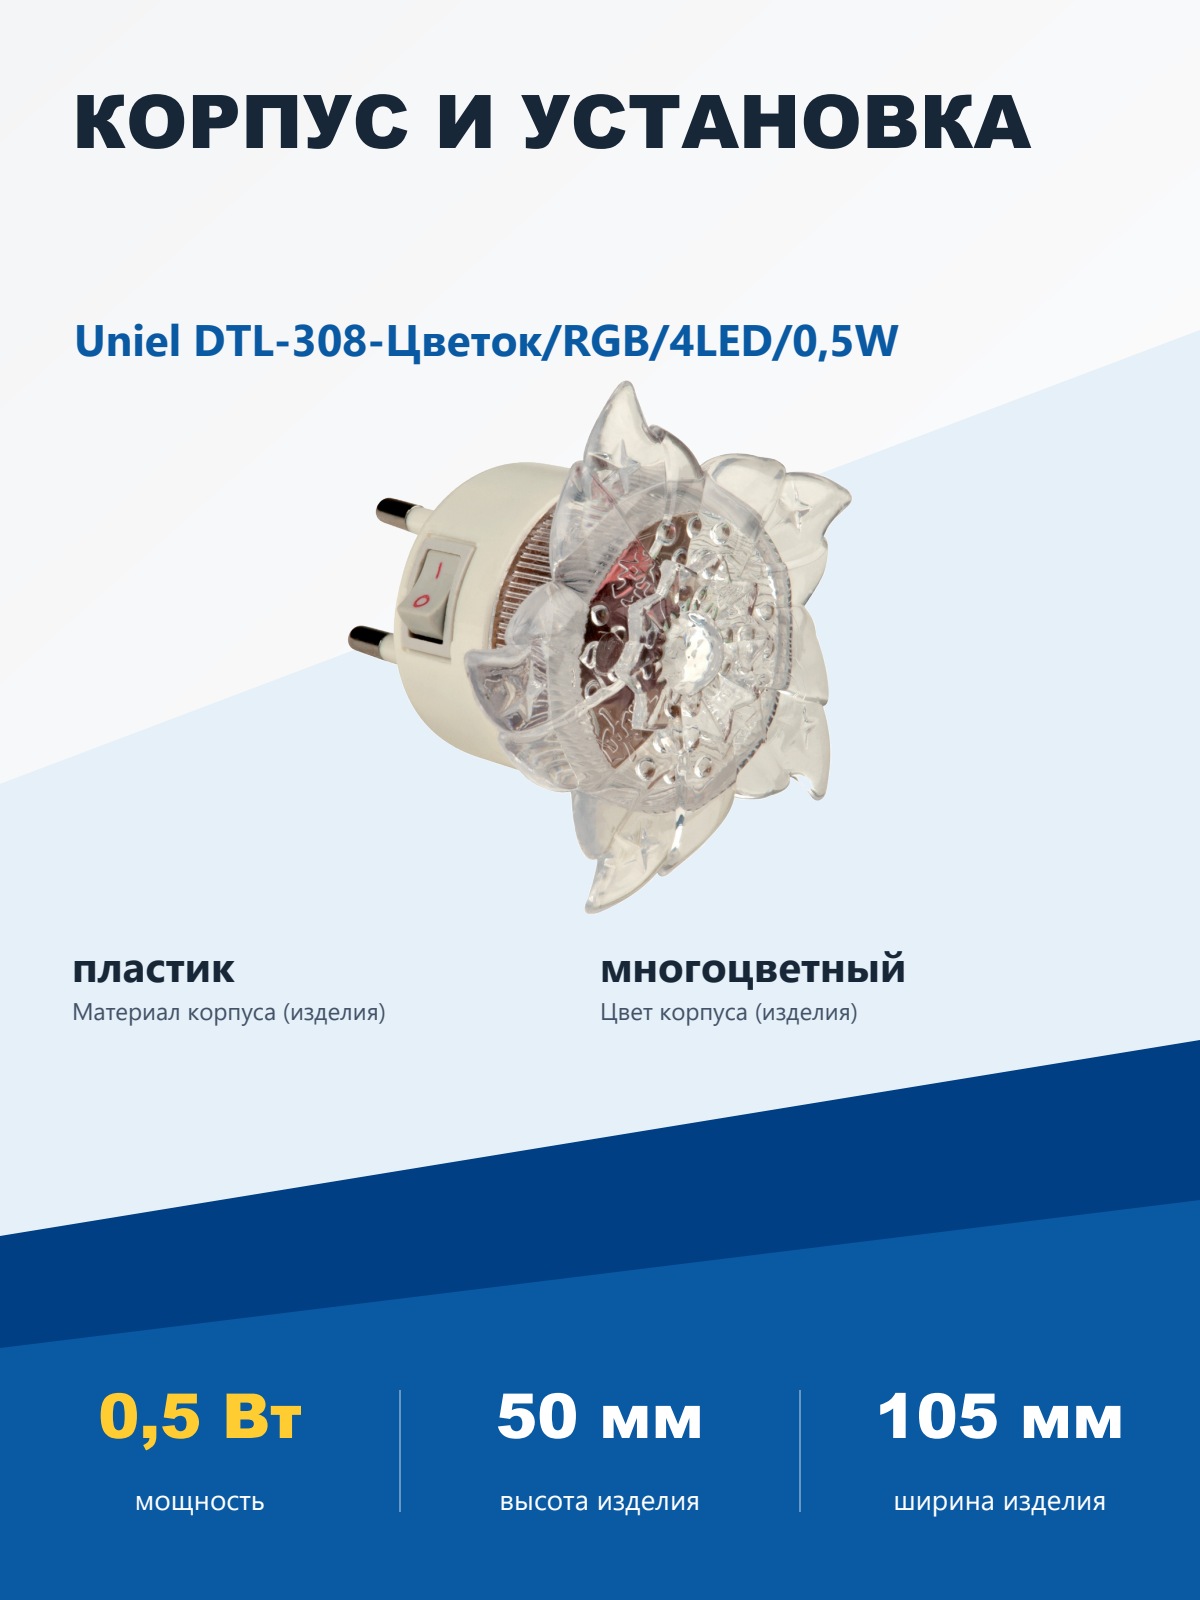 КОРПУС И УСТАНОВКА
Uniel DTL-308-Цветок/RGB/4LED/0,5W
пластик
Материал корпуса (изделия)
многоцветный
Цвет корпуса (изделия)
0,5 Вт
мощность
50 мм
высота изделия
105 мм
ширина изделия